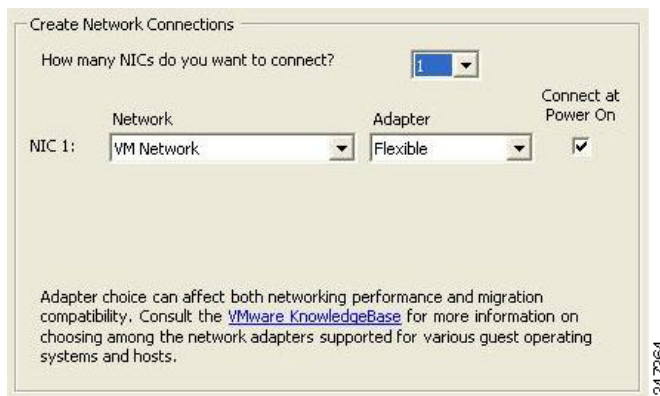 Create Network Connections
How many NICs do you want to connect?
1
Network
Adapter
Connect at
Power On
NIC 1:
VM Network
Flexible
Adapter choice can affect both networking performance and migration
compatibility. Consult the VMware KnowledgeBase for more information on
choosing among the network adapters supported for various guest operating
systems and hosts.